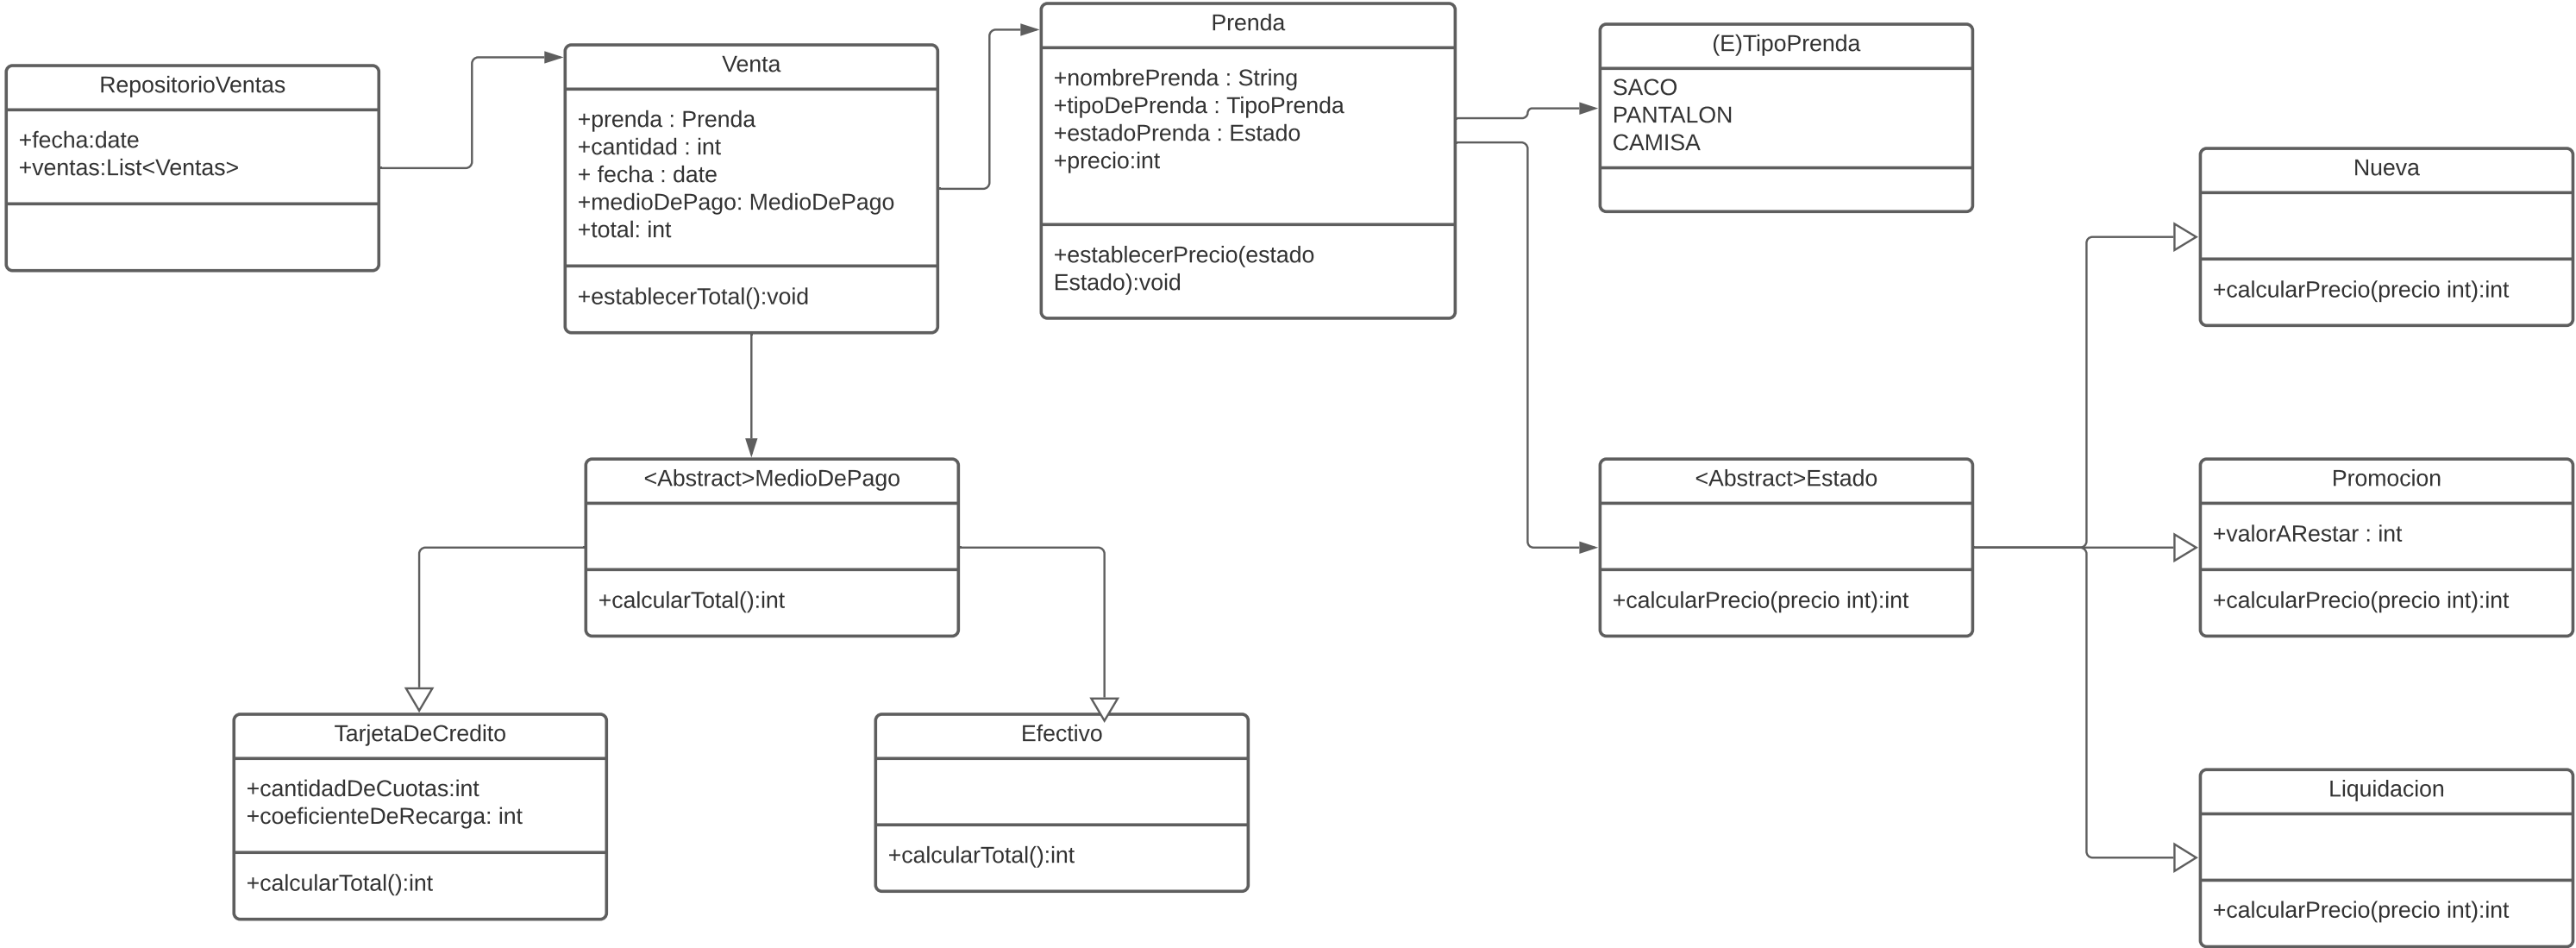 RepositorioVentas
+fecha:date
+ventas:List<Ventas>
Venta
+prenda : Prenda
+cantidad : int
+ fecha : date
+medioDePago: MedioDePago
+total: int
+establecerTotal():void
Prenda
+nombrePrenda : String
+tipoDePrenda : TipoPrenda
+estadoPrenda : Estado
+precio:int
+establecerPrecio(estado
Estado):void
(E)TipoPrenda
SACO
PANTALON
CAMISA
Nueva
+calcularPrecio(precio int):int
<Abstract>MedioDePago
+calcularTotal():int
<Abstract>Estado
+calcularPrecio(precio int):int
Promocion
+valorARestar : int
+calcularPrecio(precio int):int
TarjetaDeCredito
+cantidadDeCuotas:int
+coeficienteDeRecarga: int
+calcularTotal():int
Efectivo
+calcularTotal():int
Liquidacion
+calcularPrecio(precio int):int